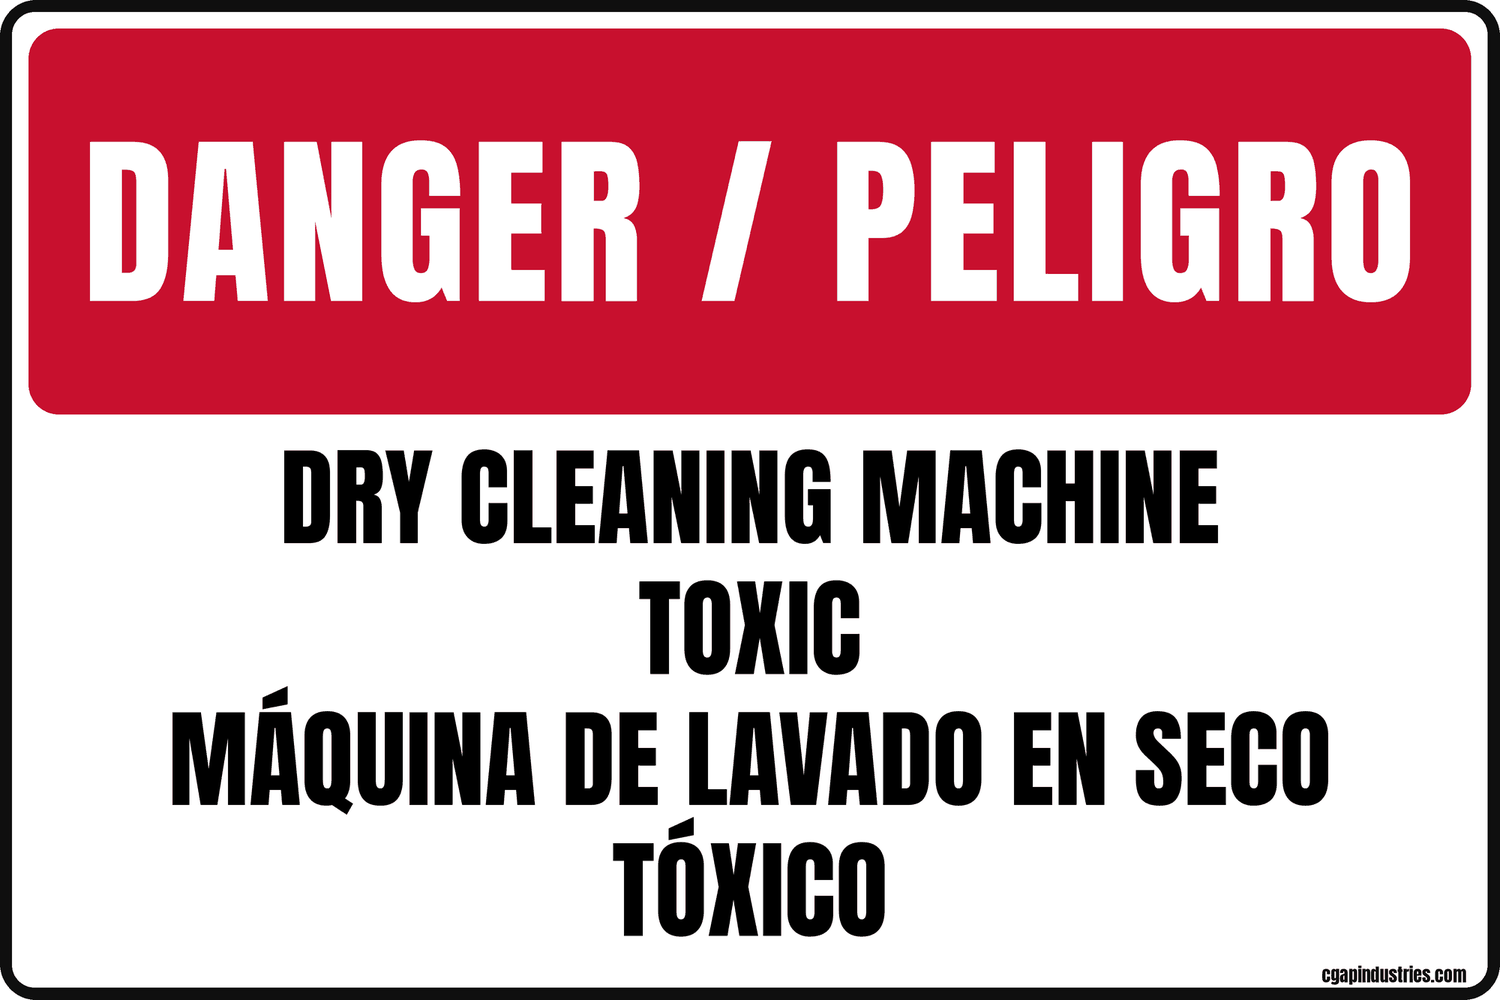 DANGER / PELIGRO
DRY CLEANING MACHINE
TOXIC
MÁQUINA DE LAVADO EN SECO
TÓXICO
cgapindustries.com